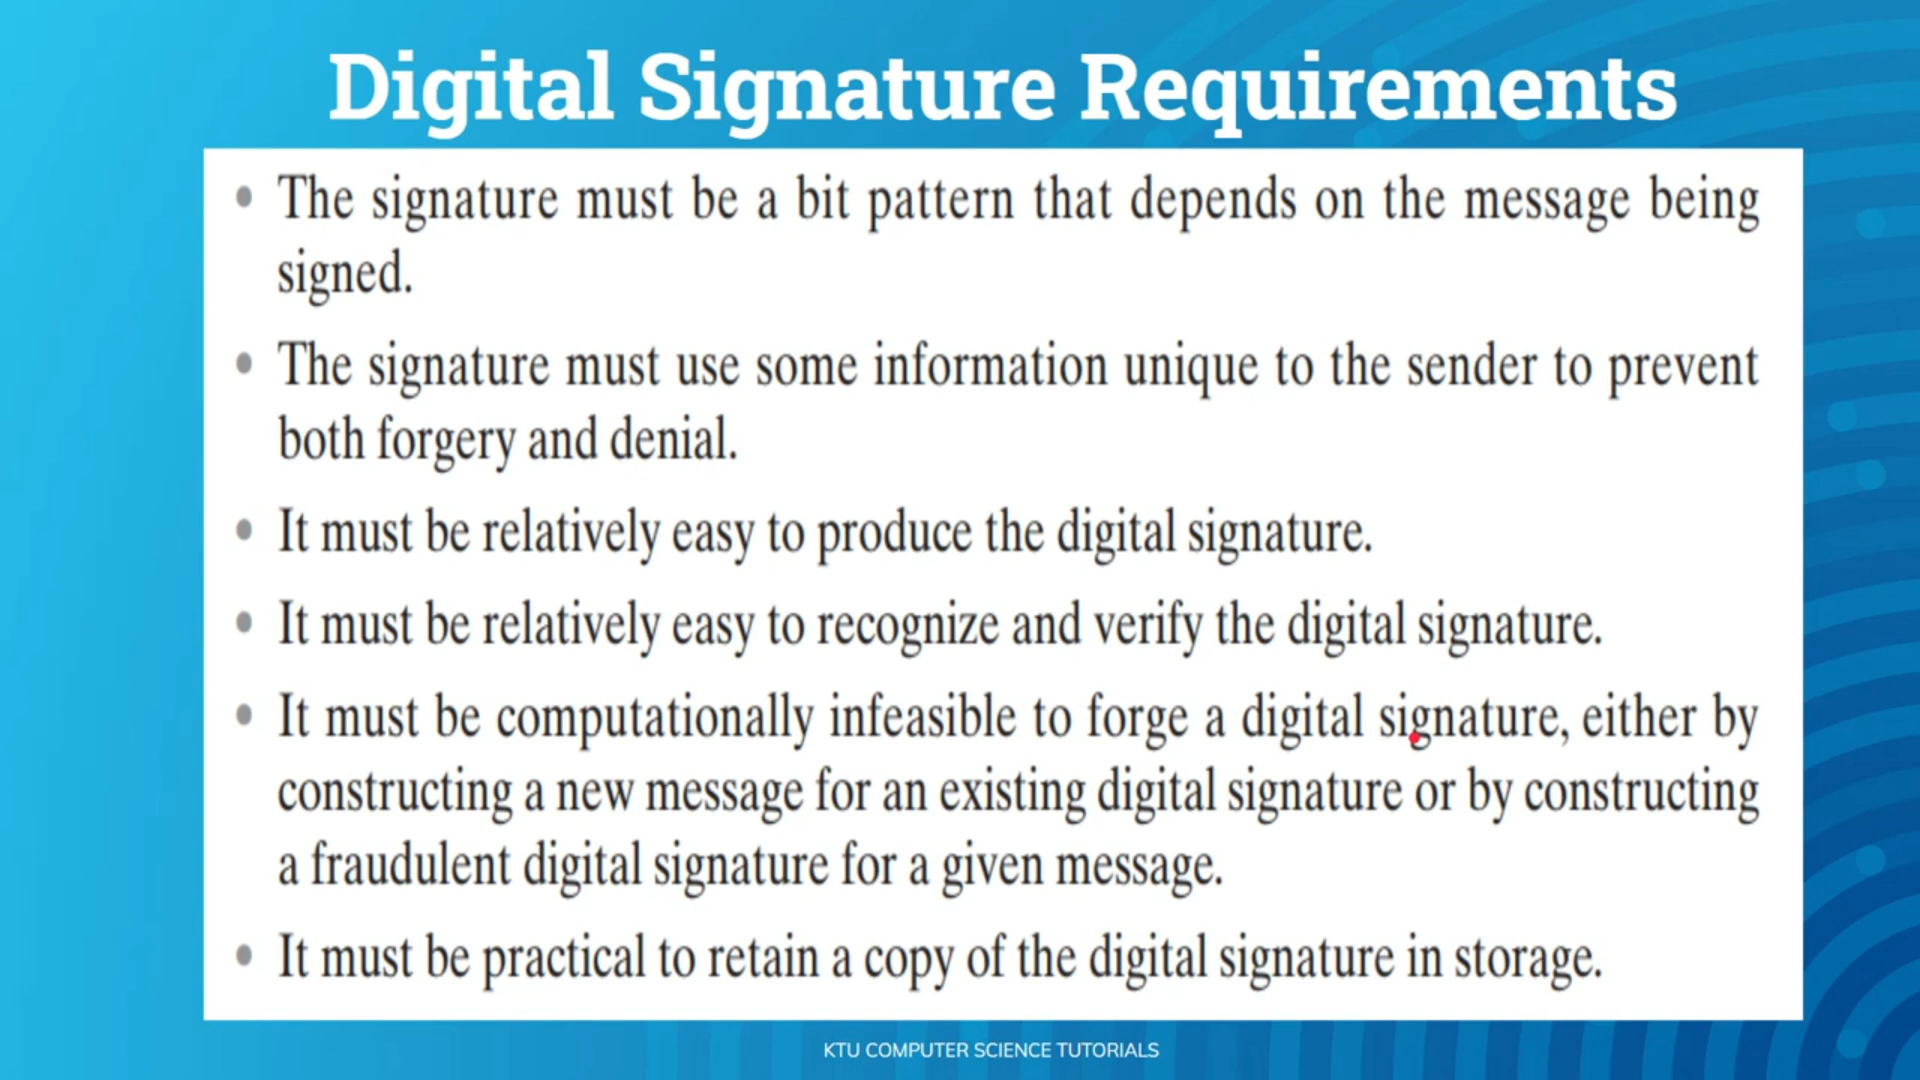 Digital Signature Requirements
• The signature must be a bit pattern that depends on the message being
signed.
• The signature must use some information unique to the sender to prevent
both forgery and denial.
• It must be relatively easy to produce the digital signature.
• It must be relatively easy to recognize and verify the digital signature.
• It must be computationally infeasible to forge a digital signature, either by
constructing a new message for an existing digital signature or by constructing
a fraudulent digital signature for a given message.
• It must be practical to retain a copy of the digital signature in storage.
KTU COMPUTER SCIENCE TUTORIALS